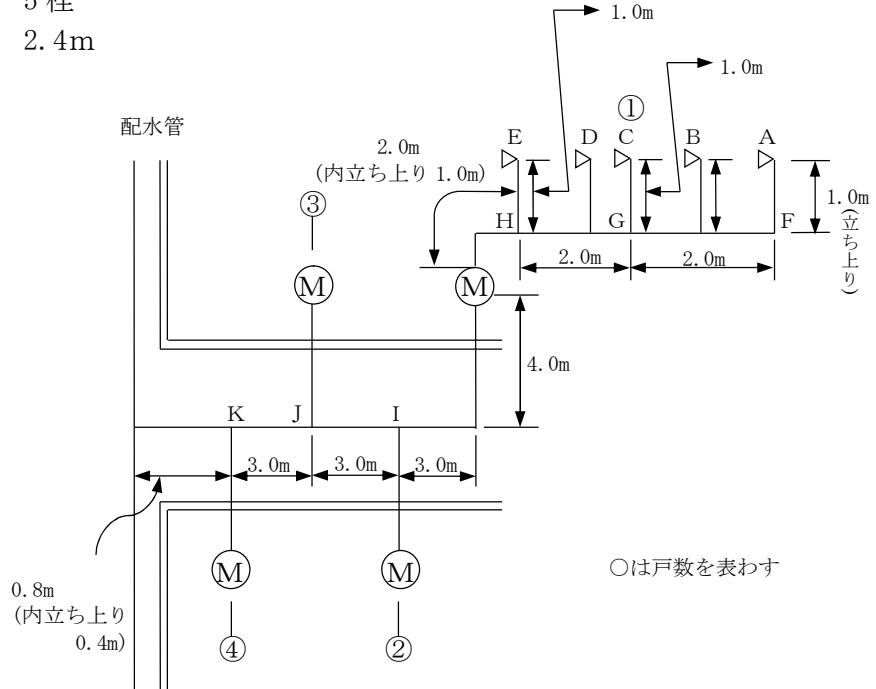 5栓
2.4m
1.0m
1.0m
①
配水管
E D C B A
2.0m
(内立ち上り 1.0m)
③
1.0m
(立ち上り)
H G F
2.0m 2.0m
M M
4.0m
K J I
3.0m 3.0m 3.0m
M M
○は戸数を表わす
0.8m
(内立ち上り
0.4m)
④ ②